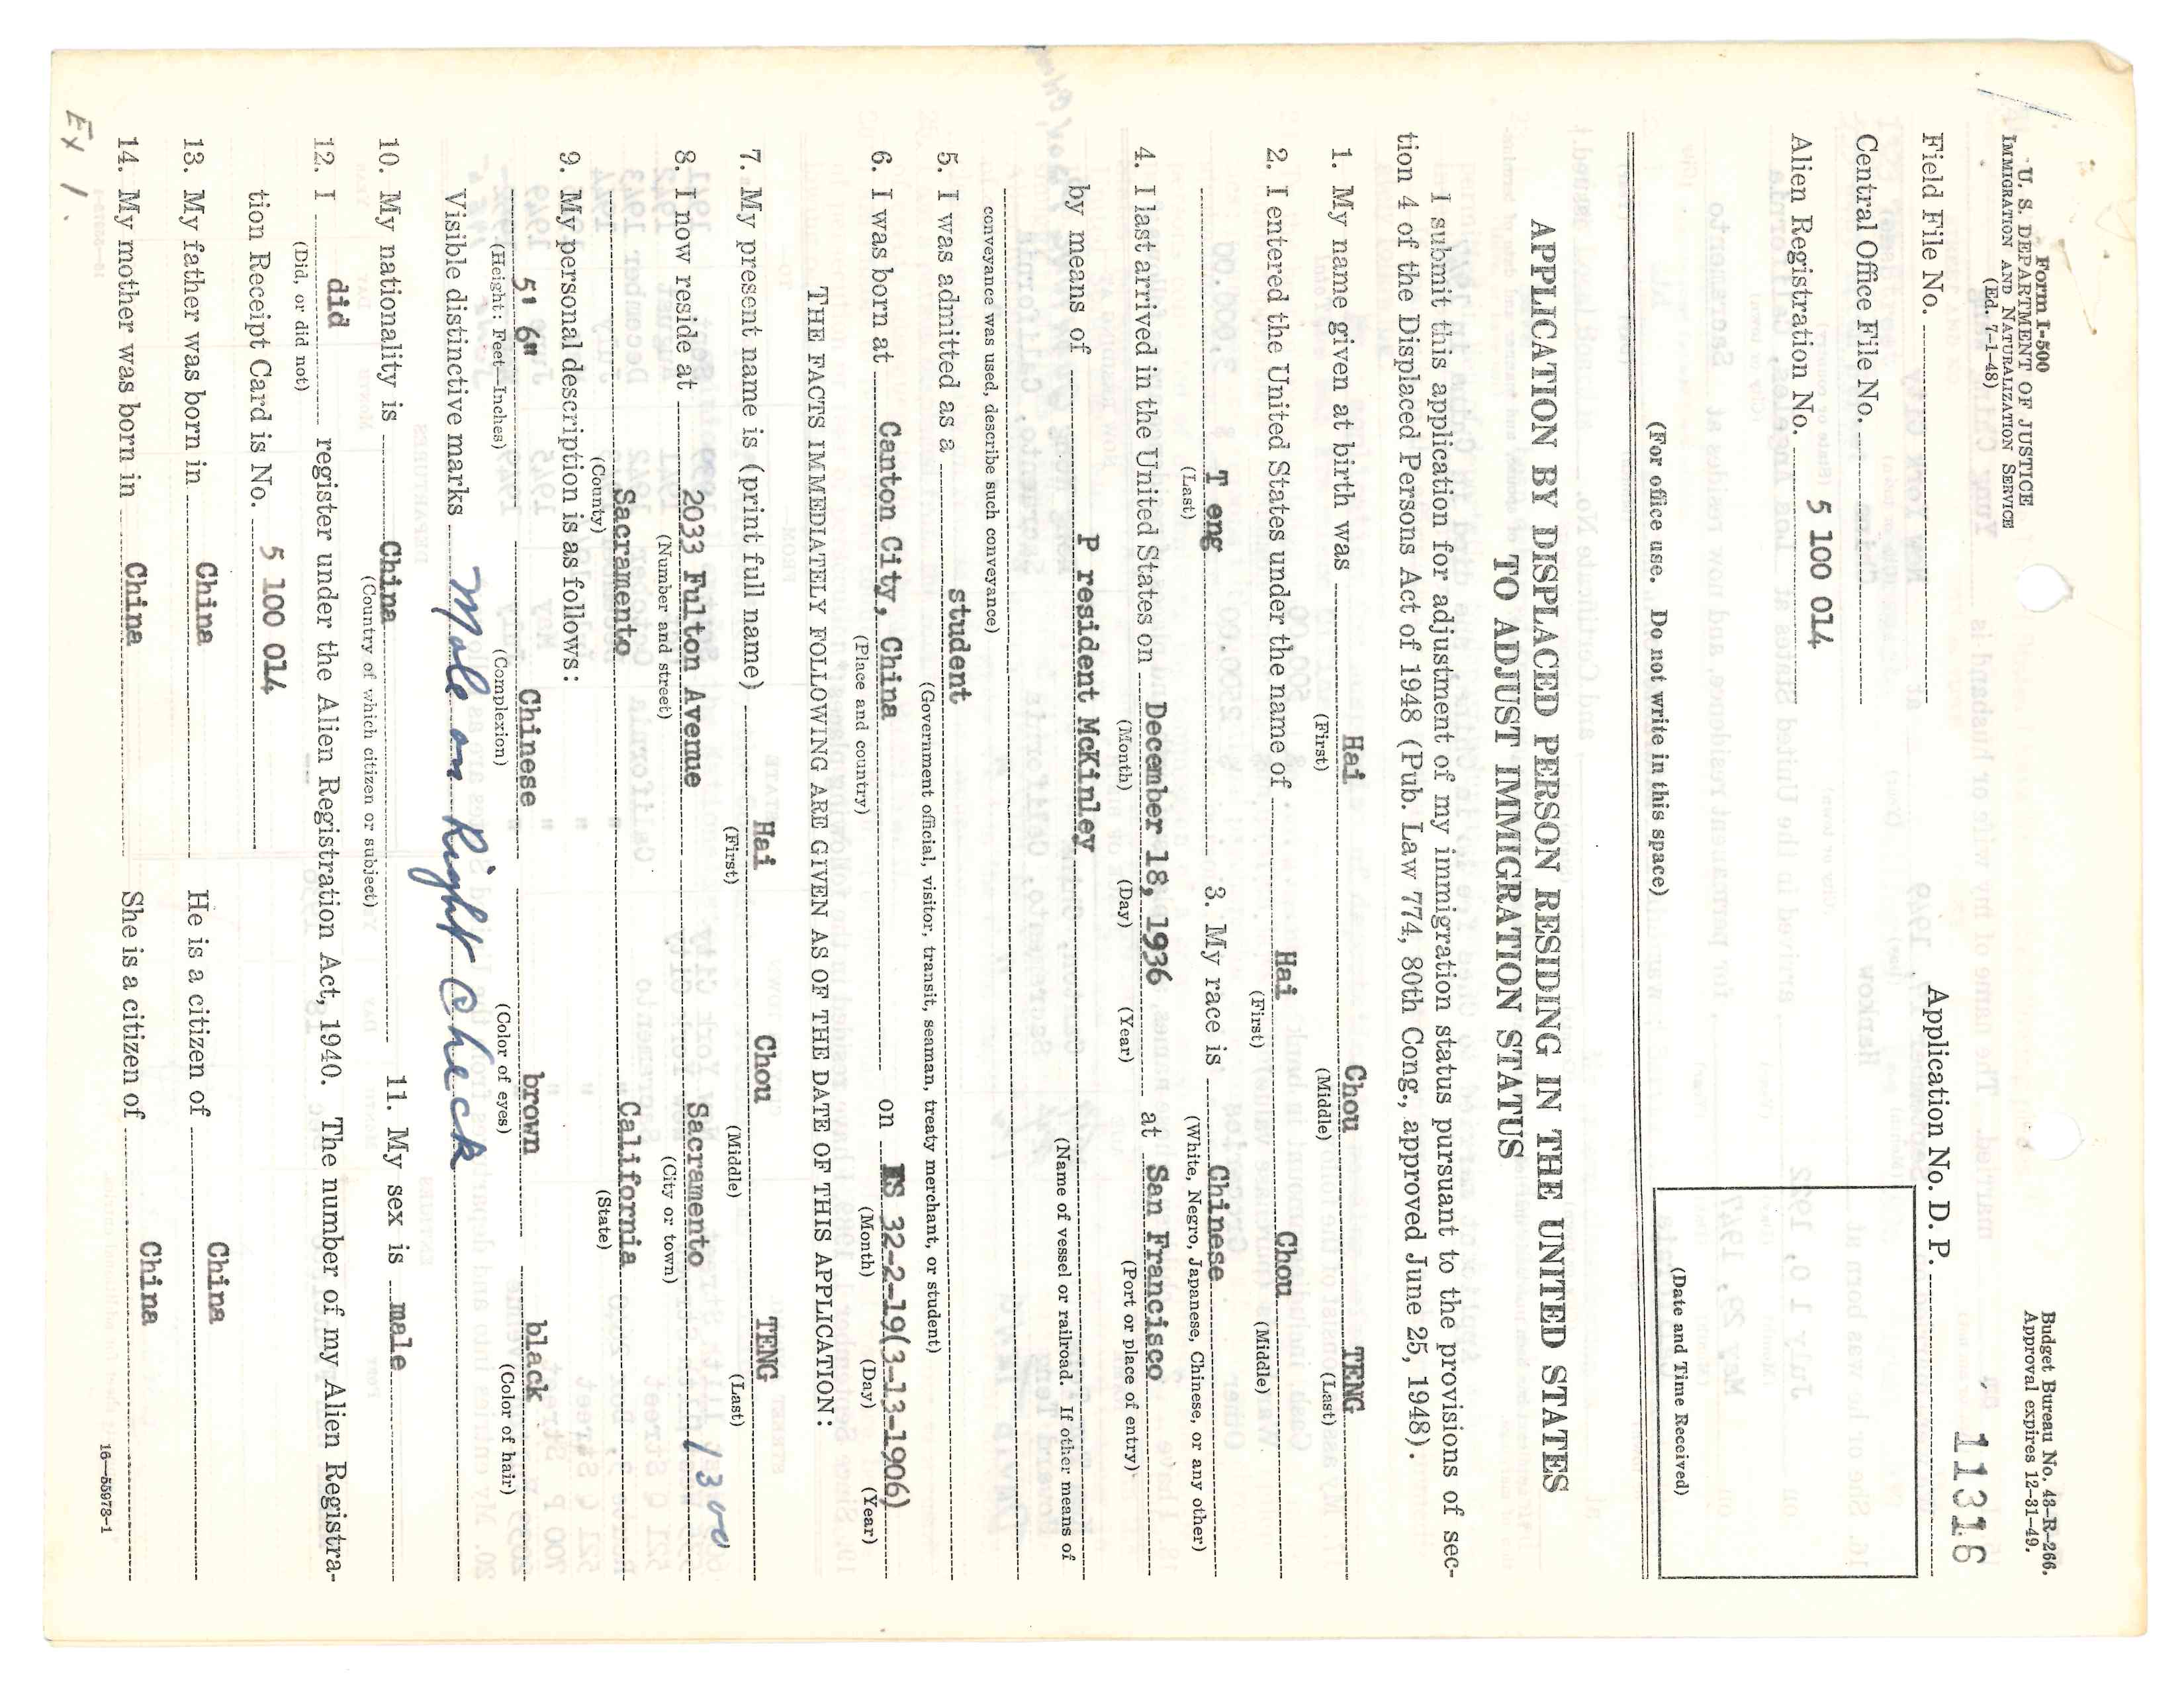 Form I-500
U. S. DEPARTMENT OF JUSTICE
IMMIGRATION AND NATURALIZATION SERVICE
(Ed. 7-1-48)
Budget Bureau No. 43-R-266.
Approval expires 12-31-49.
Field File No.
Application No. D. P. 11316
Central Office File No.
Alien Registration No. 5 100 014
(Date and Time Received)
(For office use. Do not write in this space)
APPLICATION BY DISPLACED PERSON RESIDING IN THE UNITED STATES
TO ADJUST IMMIGRATION STATUS
I submit this application for adjustment of my immigration status pursuant to the provisions of sec-
tion 4 of the Displaced Persons Act of 1948 (Pub. Law 774, 80th Cong., approved June 25, 1948).
1. My name given at birth was Hai Chou TENG
(First) (Middle) (Last)
2. I entered the United States under the name of Hai Chou
(First) (Middle)
T eng 3. My race is Chinese
(Last) (White, Negro, Japanese, Chinese, or any other)
4. I last arrived in the United States on December 18, 1936 at San Francisco
(Month) (Day) (Year) (Port or place of entry)
by means of P resident McKinley
(Name of vessel or railroad. If other means of
conveyance was used, describe such conveyance)
5. I was admitted as a student
(Government official, visitor, transit, seaman, treaty merchant, or student)
6. I was born at Canton City, China on KS 32-2-19(3-13-1906)
(Place and country) (Month) (Day) (Year)
THE FACTS IMMEDIATELY FOLLOWING ARE GIVEN AS OF THE DATE OF THIS APPLICATION:
7. My present name is (print full name) Hai Chou TENG
(First) (Middle) (Last)
8. I now reside at 2033 Fulton Avenue Sacramento 1300
(Number and street) (City or town)
Sacramento California
(County) (State)
9. My personal description is as follows:
5' 6" Chinese brown black
(Height: Feet—Inches) (Complexion) (Color of eyes) (Color of hair)
Visible distinctive marks Mole on Right Check
10. My nationality is China 11. My sex is male
(Country of which citizen or subject)
12. I did register under the Alien Registration Act, 1940. The number of my Alien Registra-
(Did, or did not)
tion Receipt Card is No. 5 100 014
13. My father was born in China He is a citizen of China
14. My mother was born in China She is a citizen of China
16—55973-1
Ex 1.